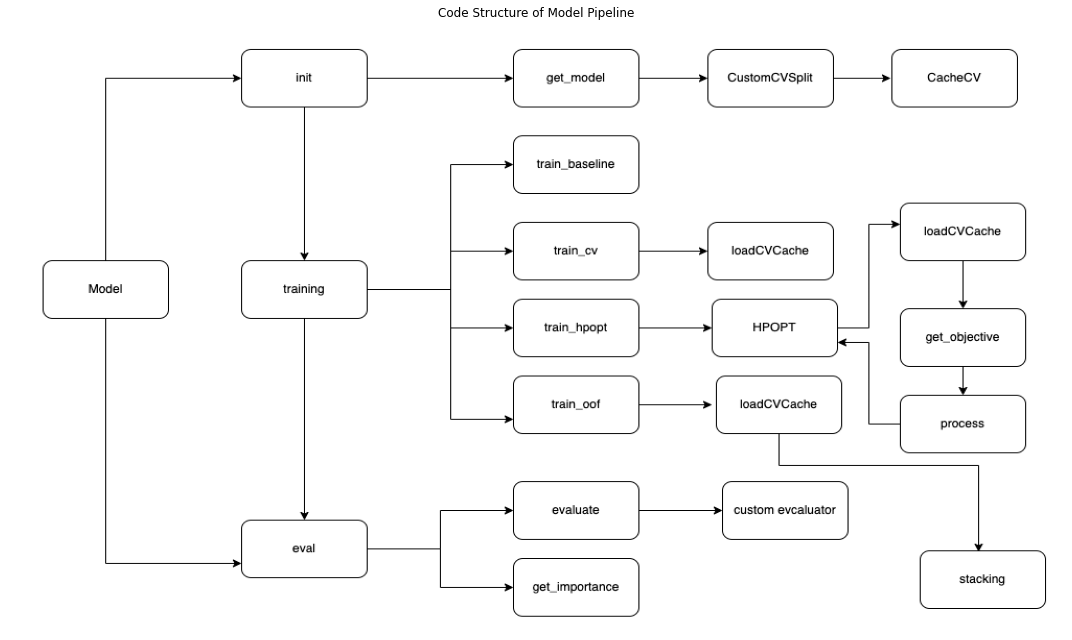 Code Structure of Model Pipeline
init
get_model
CustomCVSplit
CacheCV
train_baseline
train_cv
loadCVCache
loadCVCache
Model
training
train_hpopt
HPOPT
get_objective
train_oof
loadCVCache
process
evaluate
custom evcaluator
eval
get_importance
stacking